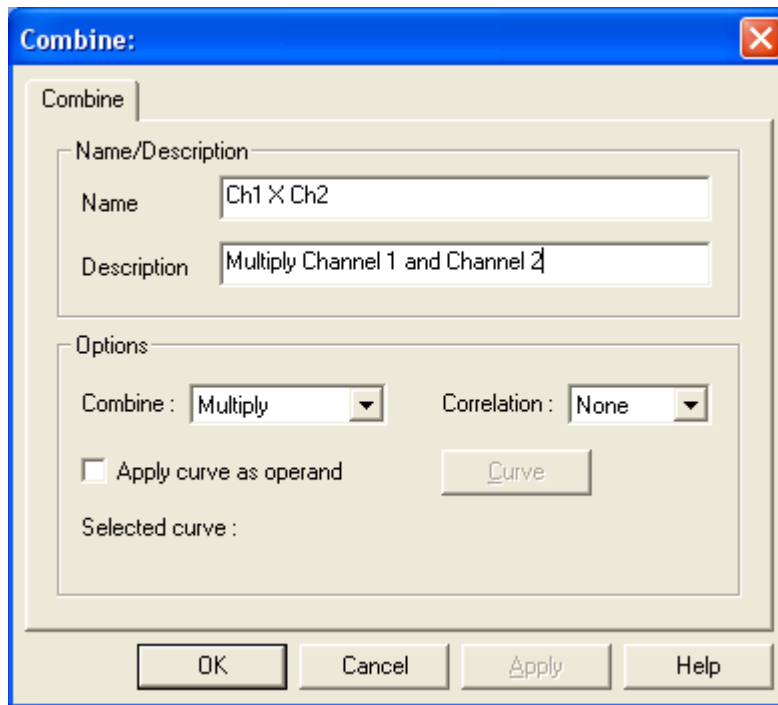 Combine:
Combine
Name/Description
Name Ch1 X Ch2
Description Multiply Channel 1 and Channel 2
Options
Combine : Multiply Correlation : None
Apply curve as operand Curve
Selected curve :
OK Cancel Apply Help